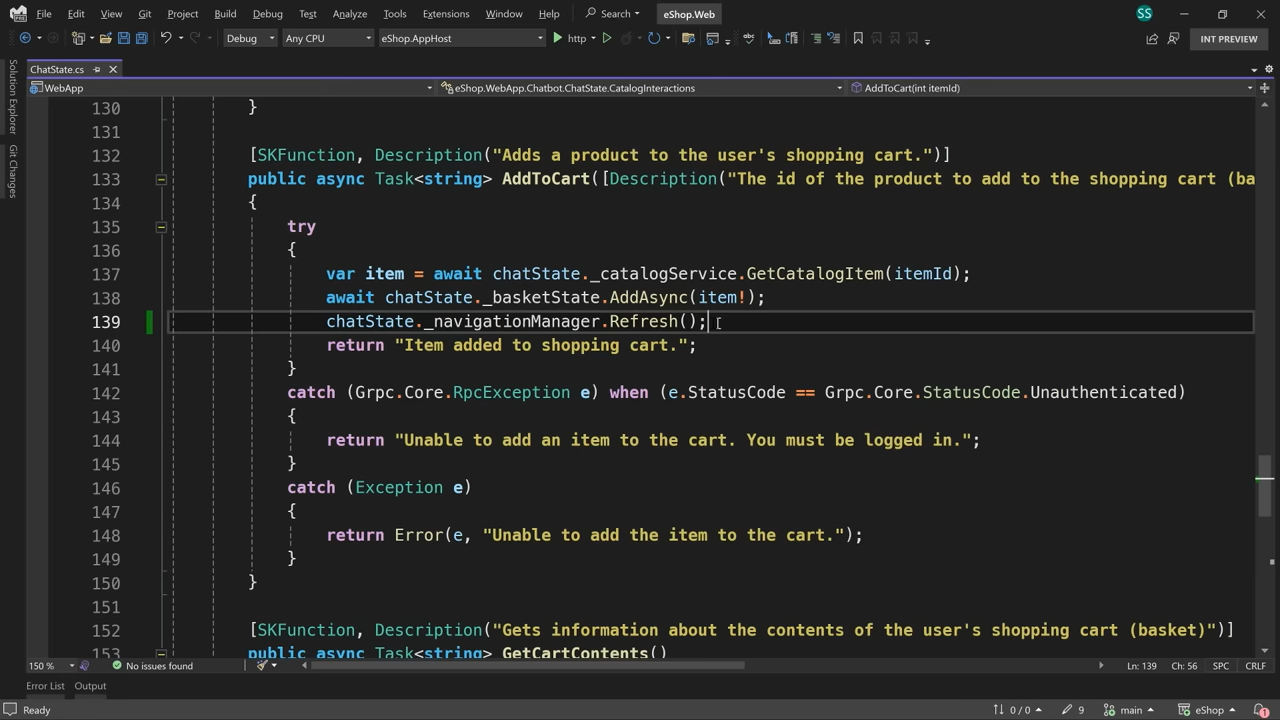 File Edit View Git Project Build Debug Test Analyze Tools Extensions Window Help Search eShop.Web SS
Debug Any CPU eShop.AppHost http INT PREVIEW
Solution Explorer
Git Changes
ChatState.cs
WebApp eShop.WebApp.Chatbot.ChatState.CatalogInteractions AddToCart(int itemId)
130 }
131
132 [SKFunction, Description("Adds a product to the user's shopping cart.")]
133 public async Task<string> AddToCart([Description("The id of the product to add to the shopping cart (ba
134 {
135 try
136 {
137 var item = await chatState._catalogService.GetCatalogItem(itemId);
138 await chatState._basketState.AddAsync(item!);
139 chatState._navigationManager.Refresh();
140 return "Item added to shopping cart.";
141 }
142 catch (Grpc.Core.RpcException e) when (e.StatusCode == Grpc.Core.StatusCode.Unauthenticated)
143 {
144 return "Unable to add an item to the cart. You must be logged in.";
145 }
146 catch (Exception e)
147 {
148 return Error(e, "Unable to add the item to the cart.");
149 }
150 }
151
152 [SKFunction, Description("Gets information about the contents of the user's shopping cart (basket)")]
153 public async Task<string> GetCartContents()
150 % No issues found Ln: 139 Ch: 56 SPC CRLF
Error List Output
Ready 0 / 0 9 main eShop 1